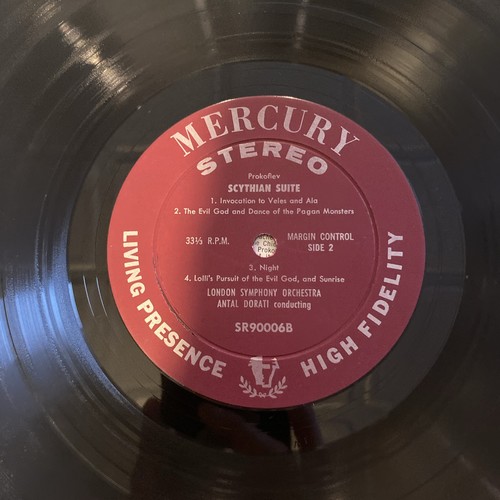 MERCURY
STEREO
Prokofiev
SCYTHIAN SUITE
1. Invocation to Veles and Ala
2. The Evil God and Dance of the Pagan Monsters
33⅓ R.P.M.
MARGIN CONTROL
SIDE 2
3. Night
4. Lolli's Pursuit of the Evil God, and Sunrise
LONDON SYMPHONY ORCHESTRA
ANTAL DORATI conducting
SR90006B
LIVING PRESENCE
HIGH FIDELITY